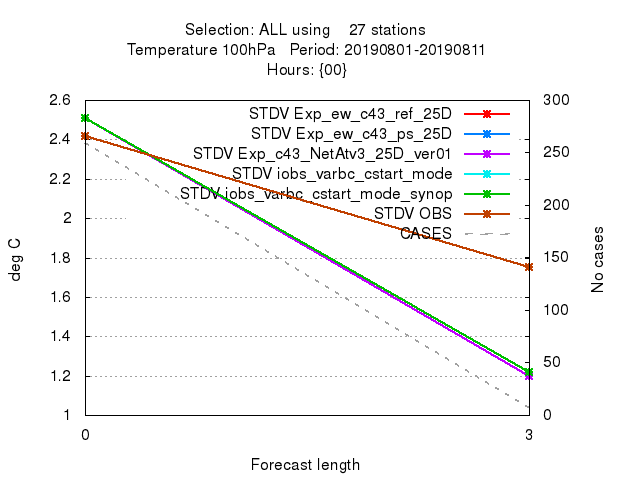 Selection: ALL using    27 stations
Temperature 100hPa   Period: 20190801-20190811
Hours: {00}
2.6
2.4
2.2
2
1.8
1.6
1.4
1.2
1
300
250
200
150
100
50
0
deg C
No cases
STDV Exp_ew_c43_ref_25D
STDV Exp_ew_c43_ps_25D
STDV Exp_c43_NetAtv3_25D_ver01
STDV iobs_varbc_cstart_mode
STDV iobs_varbc_cstart_mode_synop
STDV OBS
CASES
0
3
Forecast length